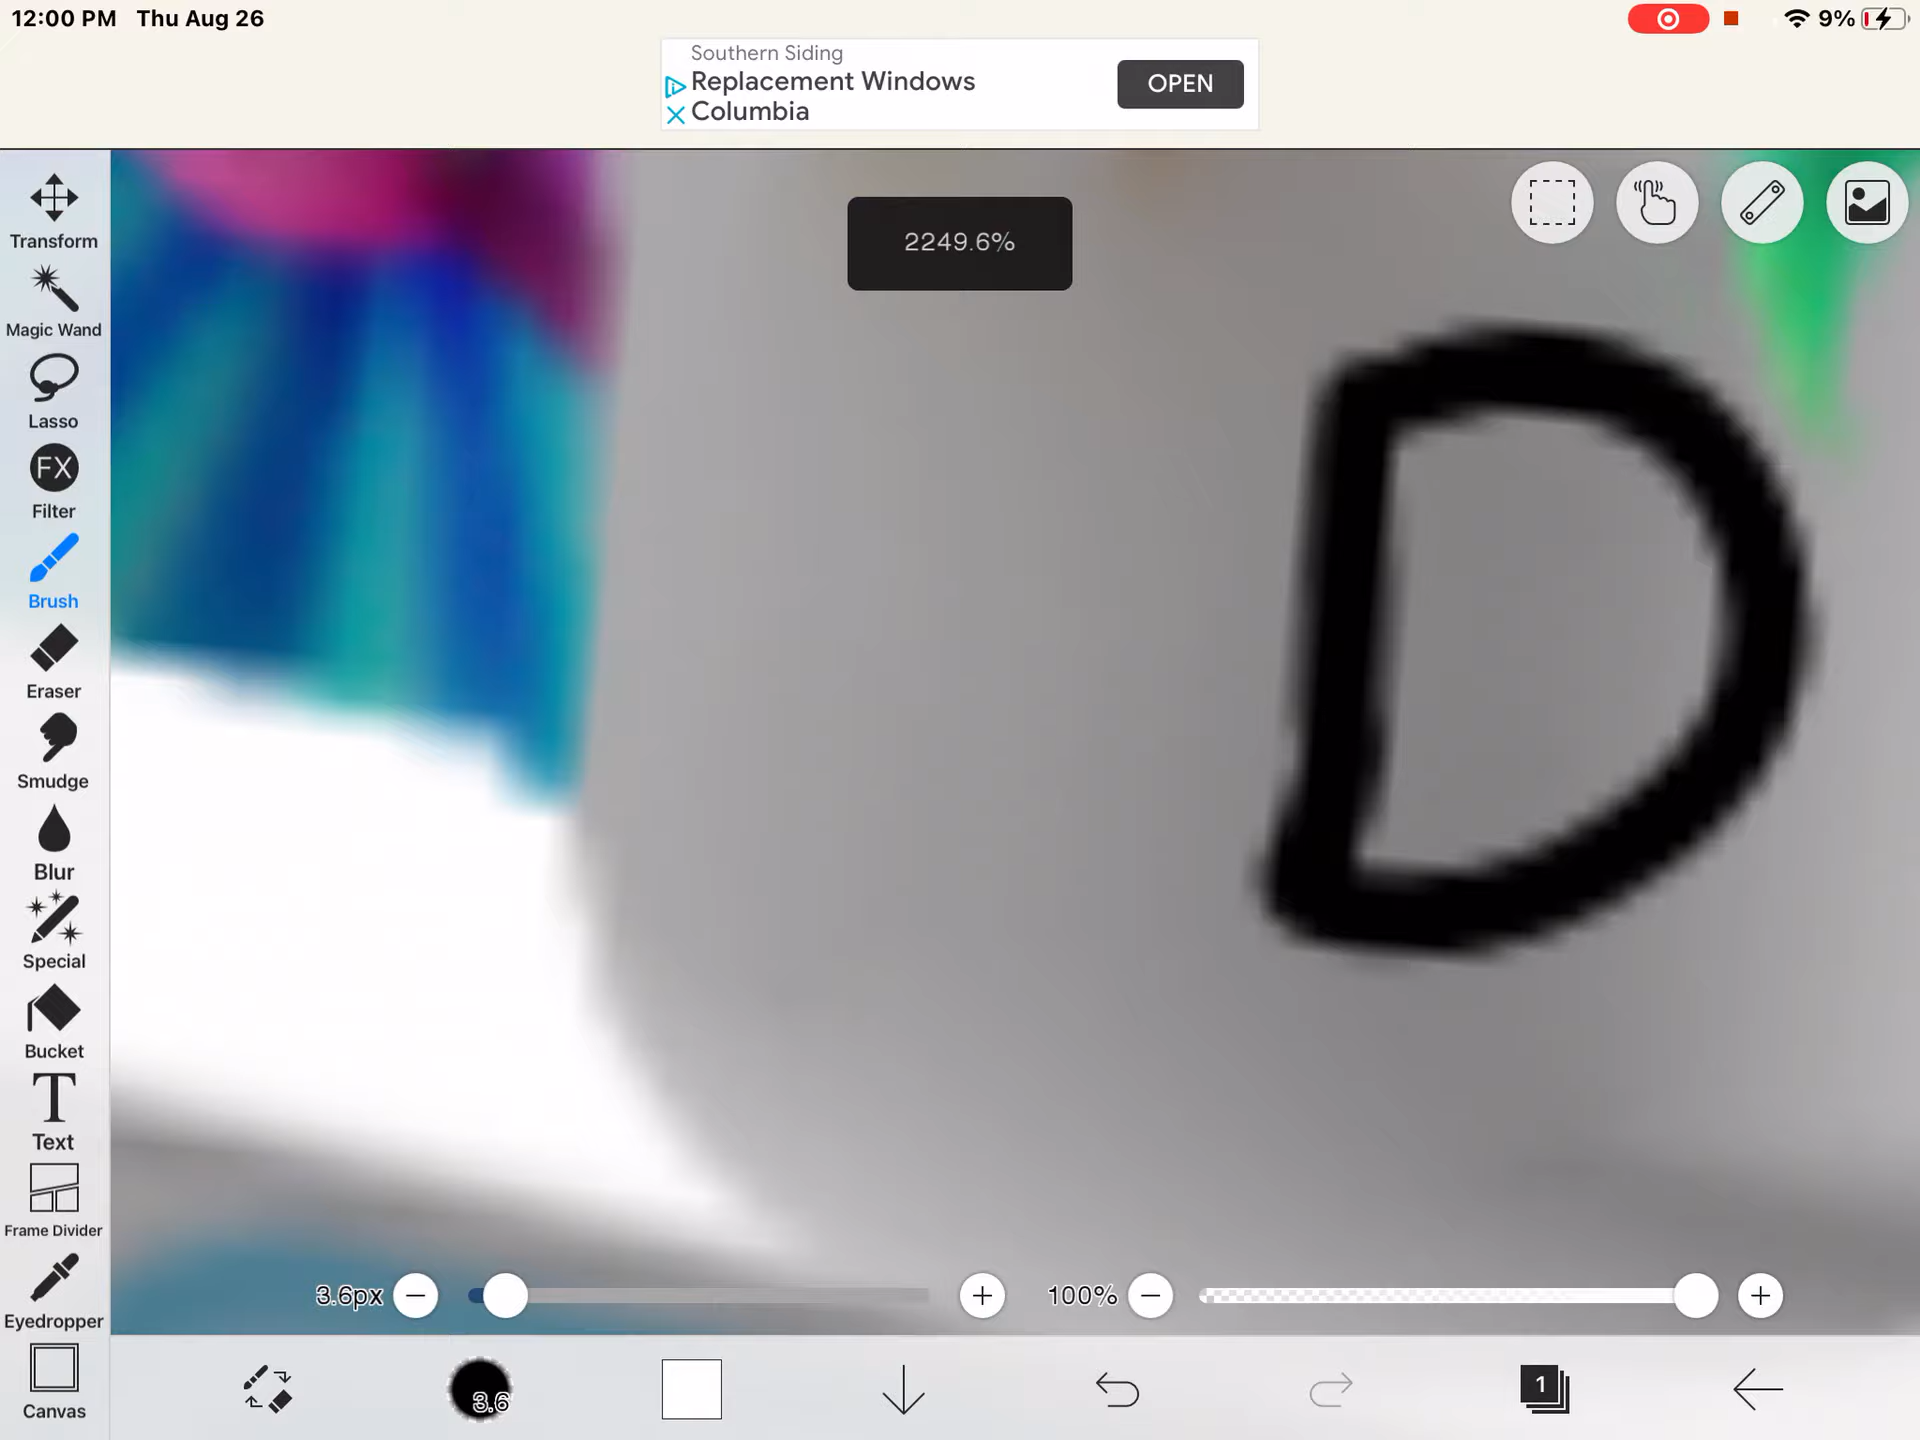 12:00 PM Thu Aug 26
9%
Southern Siding
Replacement Windows
Columbia
OPEN
2249.6%
Transform
Magic Wand
Lasso
FX
Filter
Brush
Eraser
Smudge
Blur
Special
Bucket
T
Text
Frame Divider
Eyedropper
Canvas
D
3.6px
100%
3.6
1